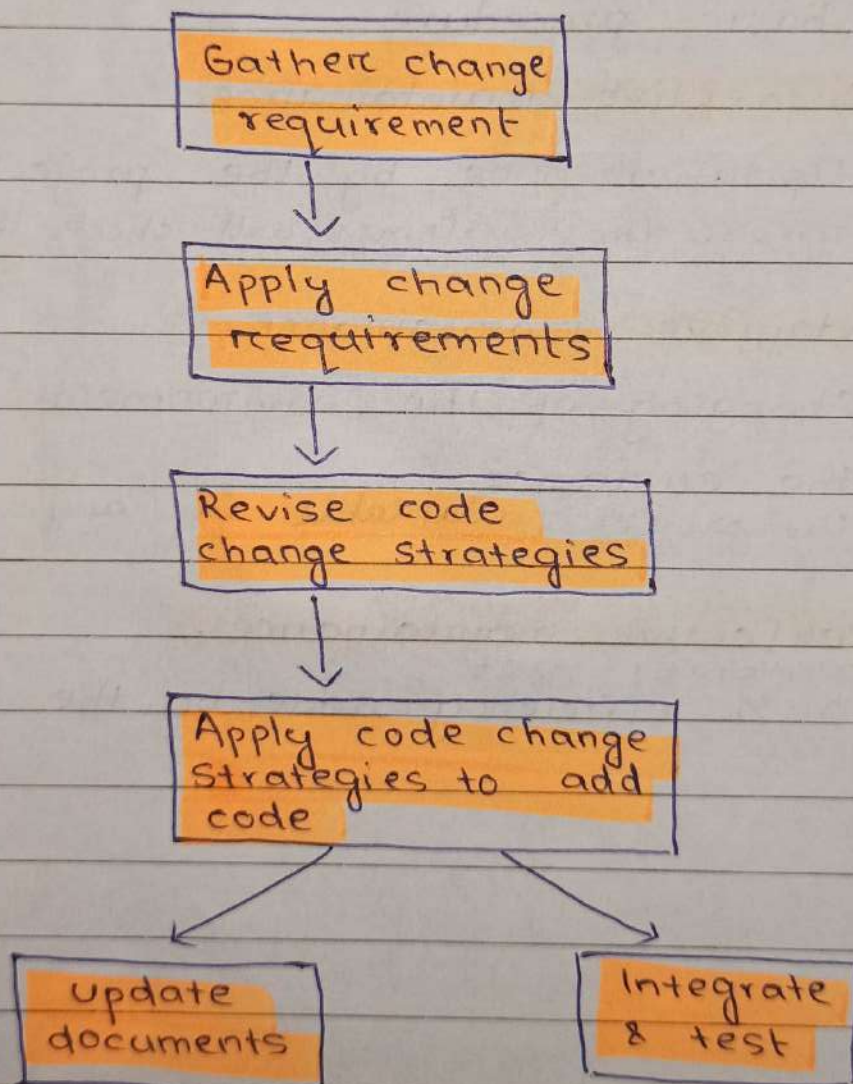 Gather change
requirement
Apply change
requirements
Revise code
change strategies
Apply code change
Strategies to add
code
update
documents
Integrate
& test